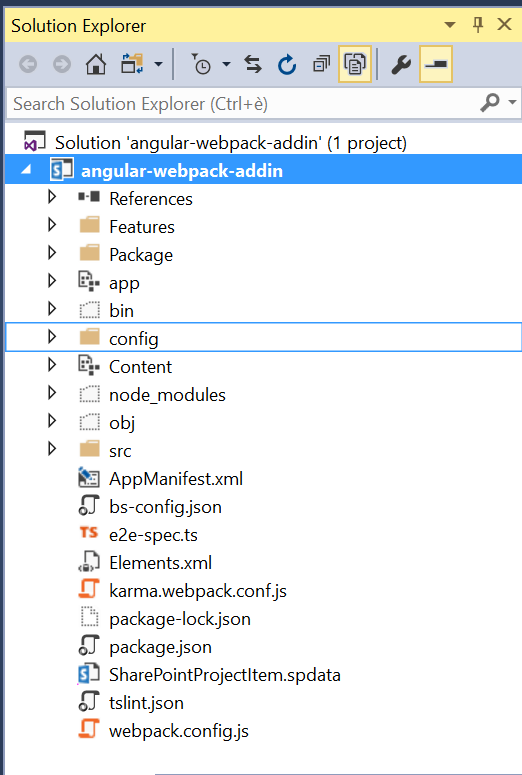 Solution Explorer
Search Solution Explorer (Ctrl+è)
Solution 'angular-webpack-addin' (1 project)
angular-webpack-addin
References
Features
Package
app
bin
config
Content
node_modules
obj
src
AppManifest.xml
bs-config.json
TS e2e-spec.ts
Elements.xml
karma.webpack.conf.js
package-lock.json
package.json
SharePointProjectItem.spdata
tslint.json
webpack.config.js